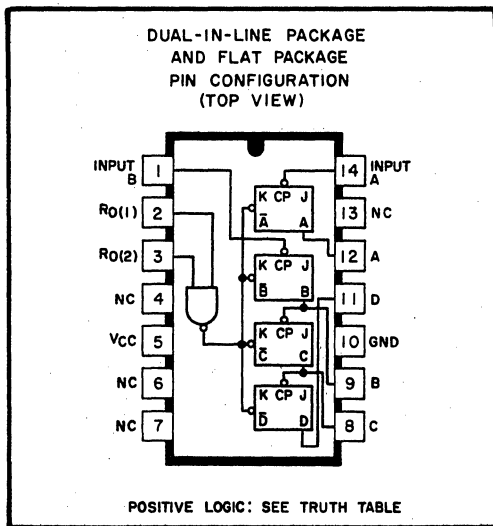 DUAL-IN-LINE PACKAGE
AND FLAT PACKAGE
PIN CONFIGURATION
(TOP VIEW)
INPUT B 1
14 INPUT A
K CP J
Ā A
RO(1) 2
13 NC
RO(2) 3
12 A
K CP J
B̄ B
NC 4
11 D
K CP J
C̄ C
VCC 5
10 GND
NC 6
9 B
K CP J
D̄ D
NC 7
8 C
POSITIVE LOGIC: SEE TRUTH TABLE